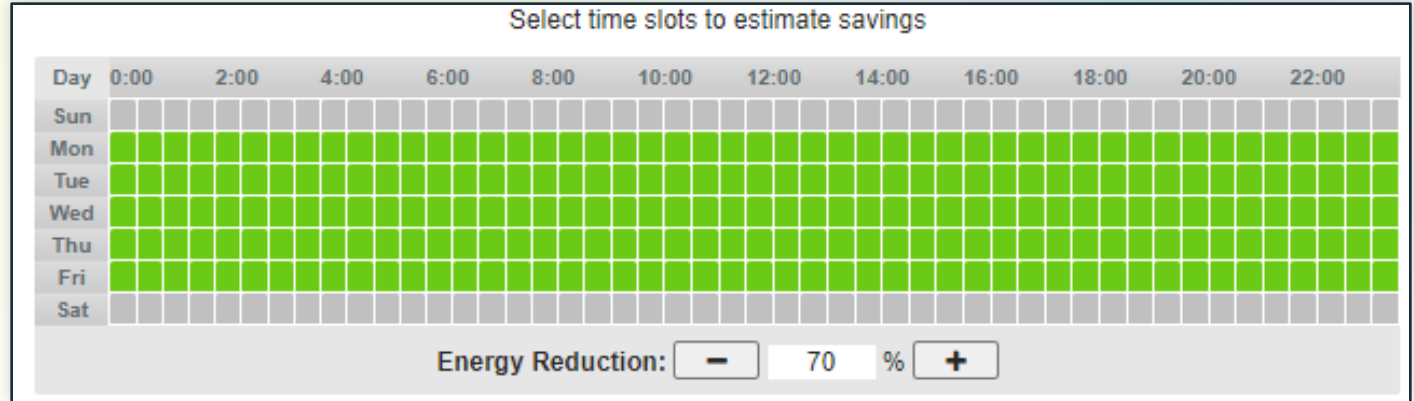 Select time slots to estimate savings
Day 0:00 2:00 4:00 6:00 8:00 10:00 12:00 14:00 16:00 18:00 20:00 22:00
Sun
Mon
Tue
Wed
Thu
Fri
Sat
Energy Reduction: − 70 % +